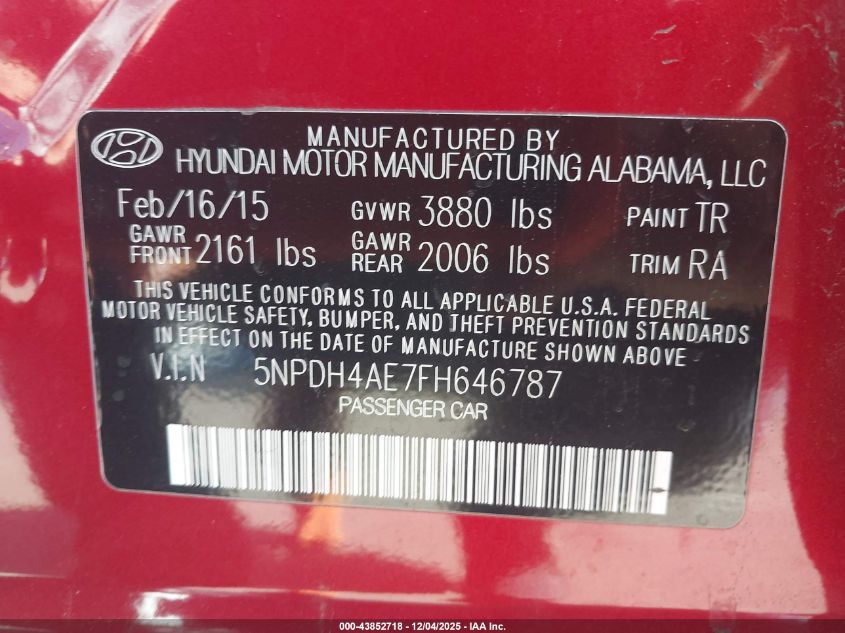 MANUFACTURED BY
HYUNDAI MOTOR MANUFACTURING ALABAMA, LLC
Feb/16/15 GVWR 3880 lbs PAINT TR
GAWR FRONT 2161 lbs GAWR REAR 2006 lbs TRIM RA
THIS VEHICLE CONFORMS TO ALL APPLICABLE U.S.A. FEDERAL
MOTOR VEHICLE SAFETY, BUMPER, AND THEFT PREVENTION STANDARDS
IN EFFECT ON THE DATE OF MANUFACTURE SHOWN ABOVE
V.I.N 5NPDH4AE7FH646787
PASSENGER CAR
000-43852718 - 12/04/2025 - IAA Inc.